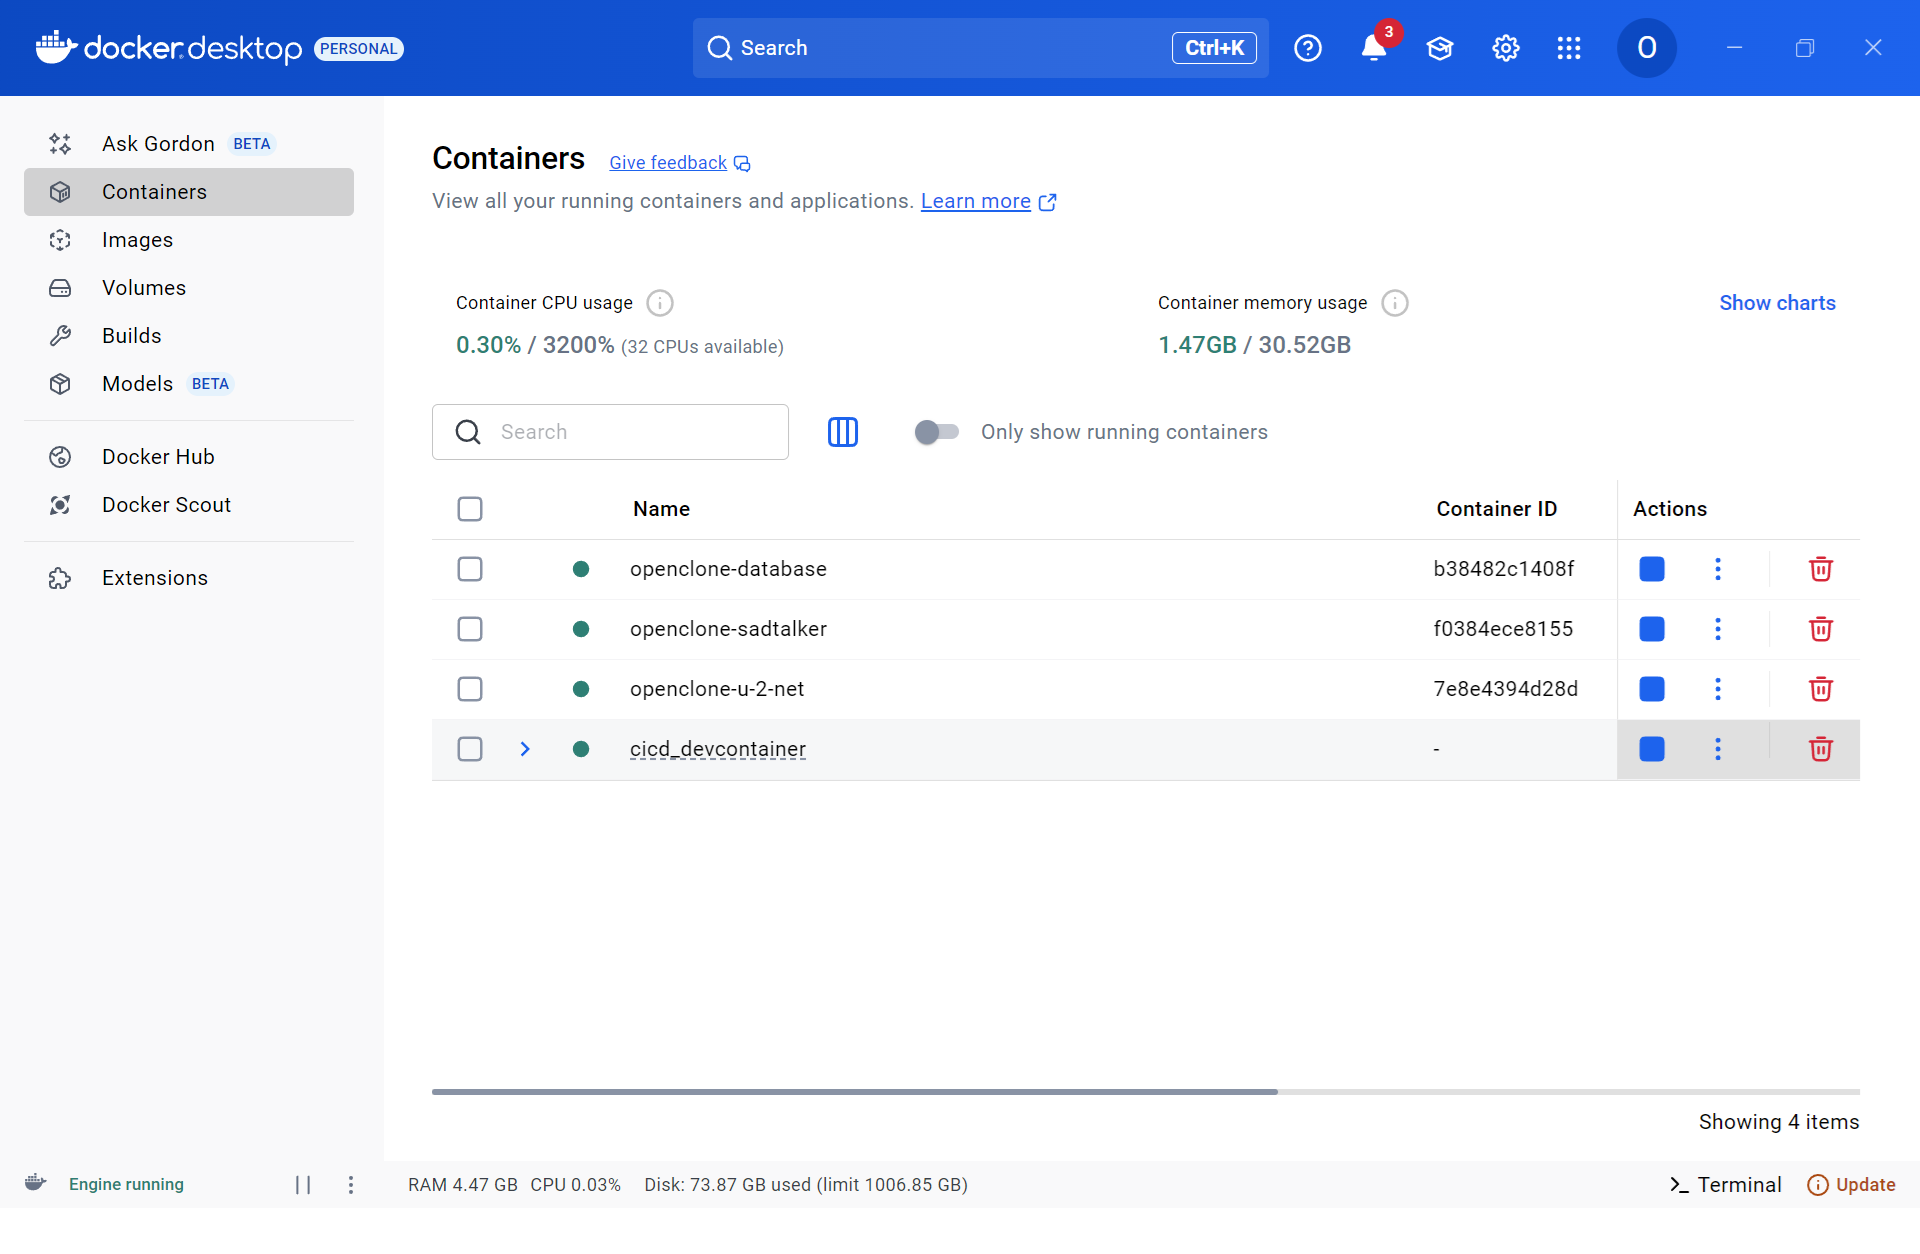 docker desktop PERSONAL
Search Ctrl+K
3
O
Ask Gordon BETA
Containers
Images
Volumes
Builds
Models BETA
Docker Hub
Docker Scout
Extensions
Containers Give feedback
View all your running containers and applications. Learn more
Container CPU usage
0.30% / 3200% (32 CPUs available)
Container memory usage
1.47GB / 30.52GB
Show charts
Search
Only show running containers
Name Container ID Actions
openclone-database b38482c1408f
openclone-sadtalker f0384ece8155
openclone-u-2-net 7e8e4394d28d
cicd_devcontainer -
Showing 4 items
Engine running
RAM 4.47 GB CPU 0.03% Disk: 73.87 GB used (limit 1006.85 GB)
Terminal
Update